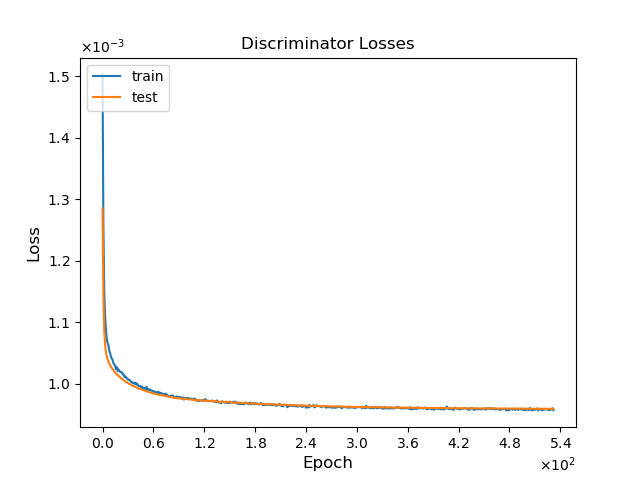 Discriminator Losses
×10⁻³
train
test
1.5
1.4
1.3
1.2
1.1
1.0
Loss
0.0 0.6 1.2 1.8 2.4 3.0 3.6 4.2 4.8 5.4
Epoch
×10²